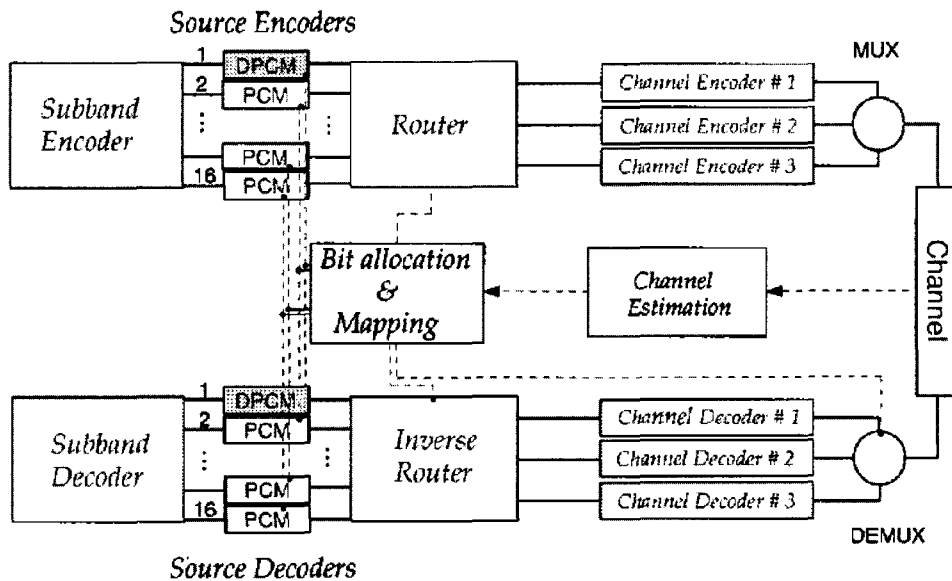 Source Encoders
MUX
1
DPCM
2
PCM
Subband
Encoder
⋮
⋮
Router
PCM
16
PCM
Channel Encoder # 1
Channel Encoder # 2
Channel Encoder # 3
Bit allocation
&
Mapping
Channel
Estimation
Channel
1
DPCM
2
PCM
Subband
Decoder
⋮
⋮
Inverse
Router
PCM
16
PCM
Channel Decoder # 1
Channel Decoder # 2
Channel Decoder # 3
DEMUX
Source Decoders